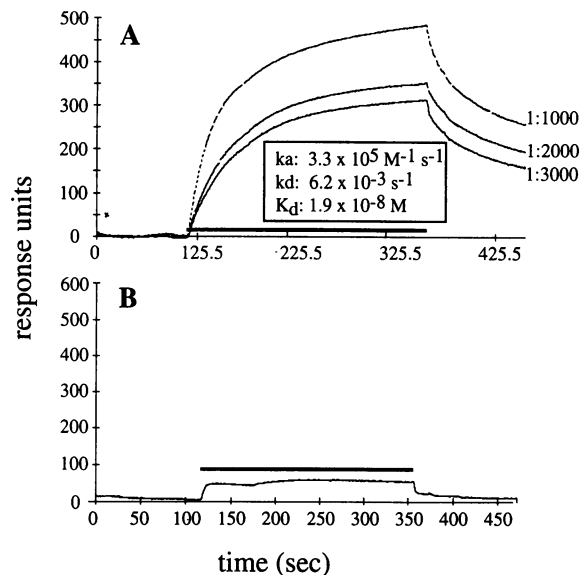 A
500
400
300
200
100
0
ka: 3.3 x 10⁵ M⁻¹ s⁻¹
kd: 6.2 x 10⁻³ s⁻¹
Kd: 1.9 x 10⁻⁸ M
1:1000
1:2000
1:3000
125.5 225.5 325.5 425.5
response units
B
600
500
400
300
200
100
0
0 50 100 150 200 250 300 350 400 450
time (sec)